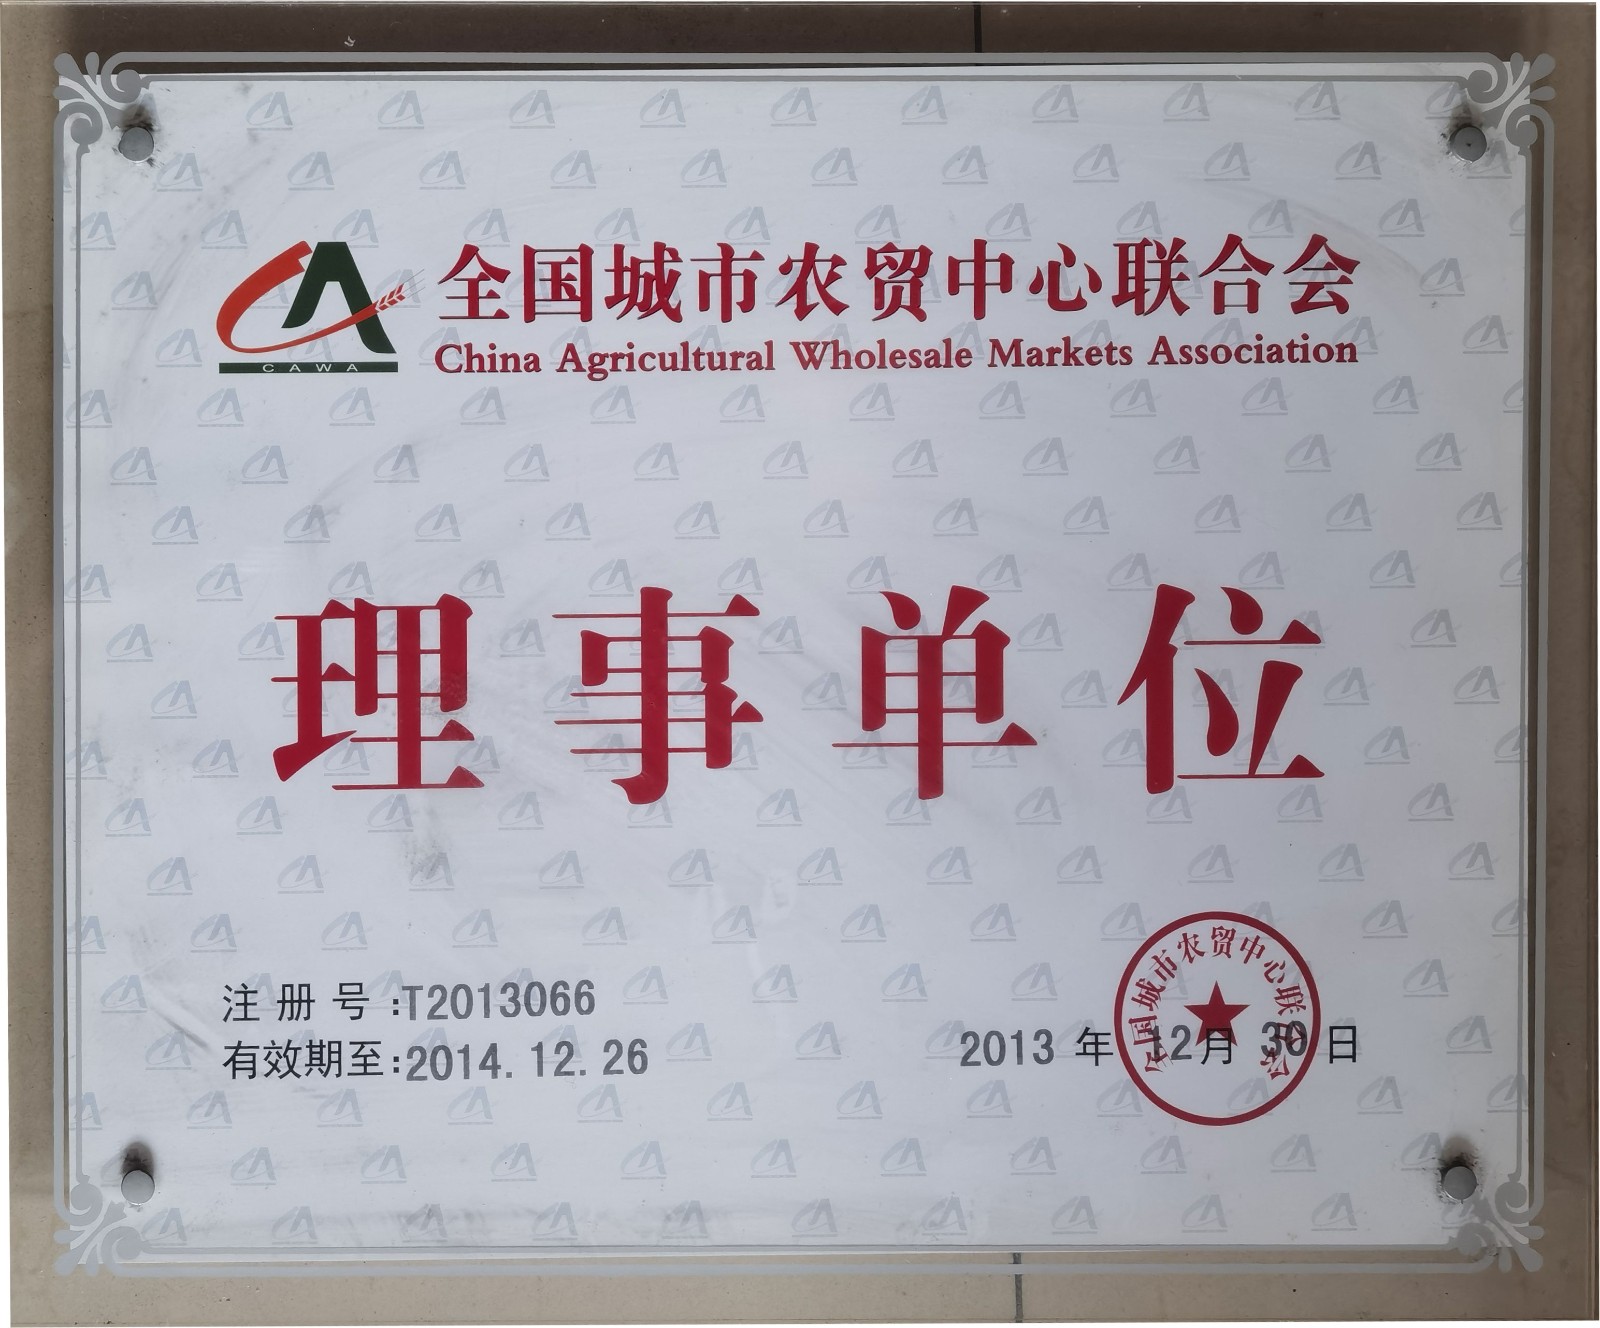 全国城市农贸中心联合会
China Agricultural Wholesale Markets Association
CAWA
理事单位
注册号:T2013066
有效期至:2014.12.26
2013年12月30日
全国城市农贸中心联合会